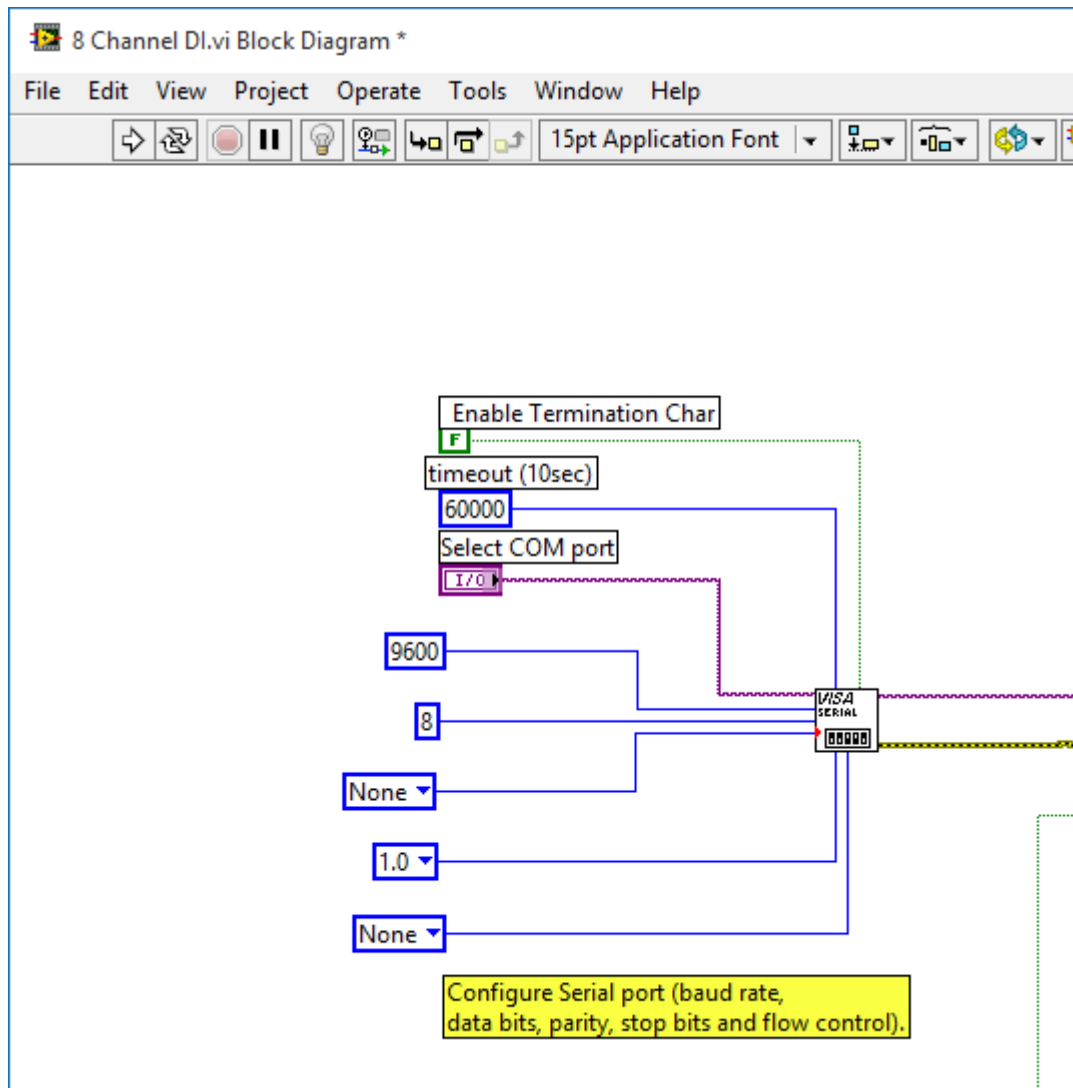 8 Channel DI.vi Block Diagram *
File Edit View Project Operate Tools Window Help
15pt Application Font
Enable Termination Char
F
timeout (10sec)
60000
Select COM port
I/O
9600
VISA
SERIAL
8
None
1.0
None
Configure Serial port (baud rate,
data bits, parity, stop bits and flow control).